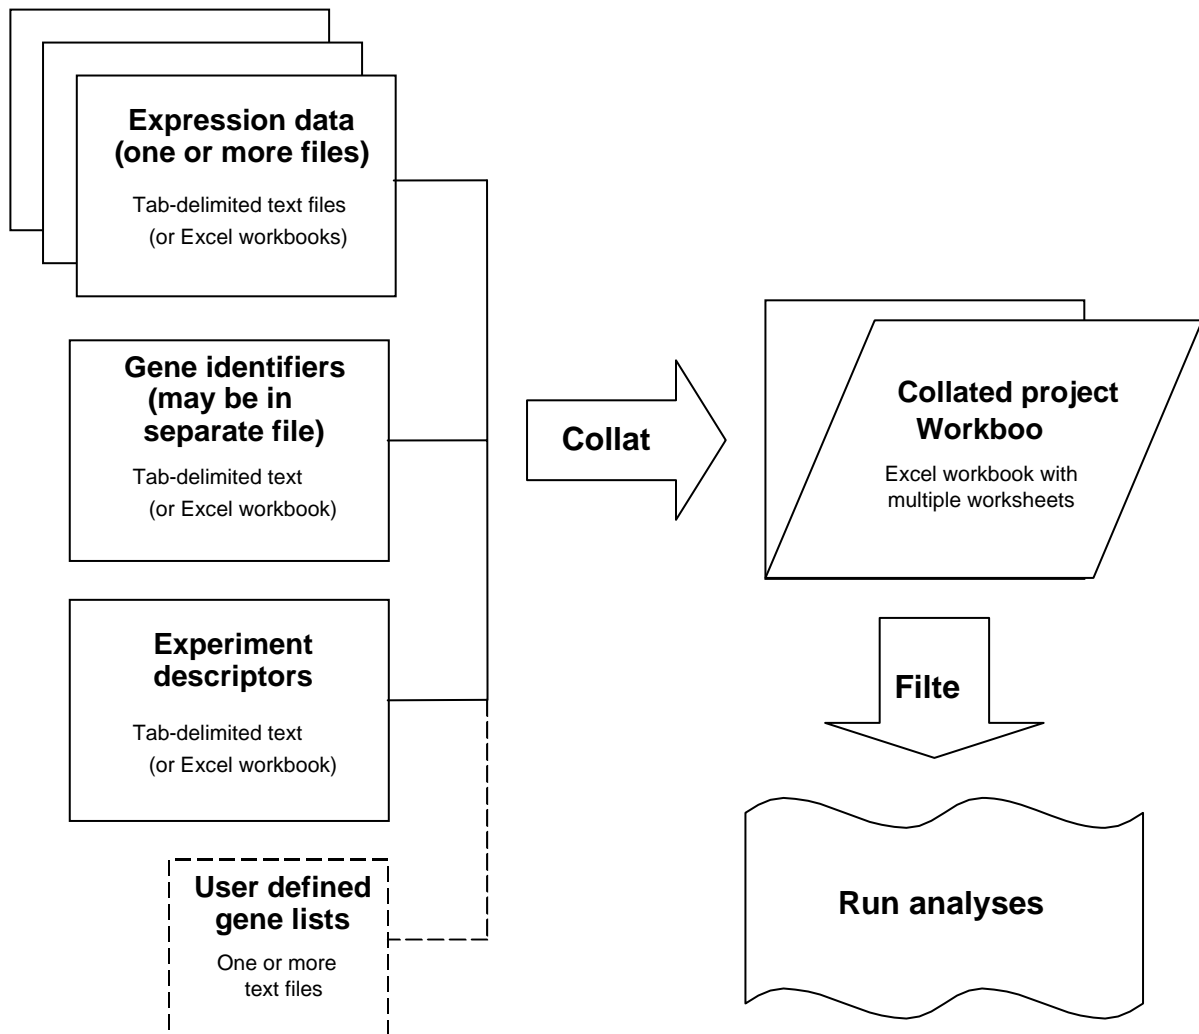 Expression data
(one or more files)
Tab-delimited text files
(or Excel workbooks)
Gene identifiers
(may be in
separate file)
Tab-delimited text
(or Excel workbook)
Experiment
descriptors
Tab-delimited text
(or Excel workbook)
User defined
gene lists
One or more
text files
Collat
Collated project
Workboo
Excel workbook with
multiple worksheets
Filte
Run analyses